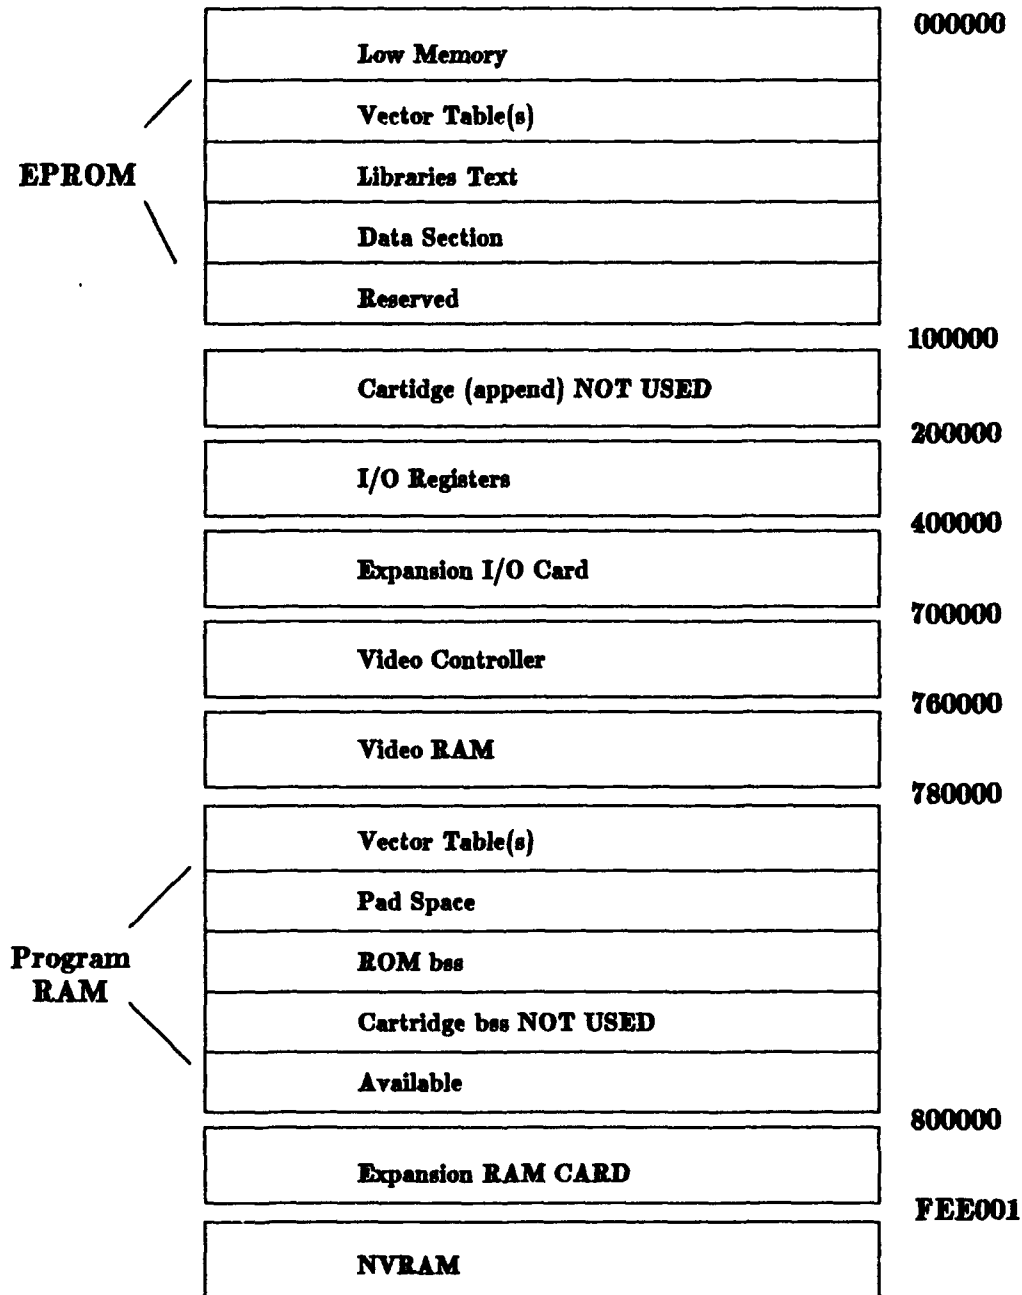 000000
Low Memory
Vector Table(s)
EPROM
Libraries Text
Data Section
Reserved
100000
Cartidge (append) NOT USED
200000
I/O Registers
400000
Expansion I/O Card
700000
Video Controller
760000
Video RAM
780000
Vector Table(s)
Pad Space
Program
RAM
ROM bss
Cartridge bss NOT USED
Available
800000
Expansion RAM CARD
FEE001
NVRAM